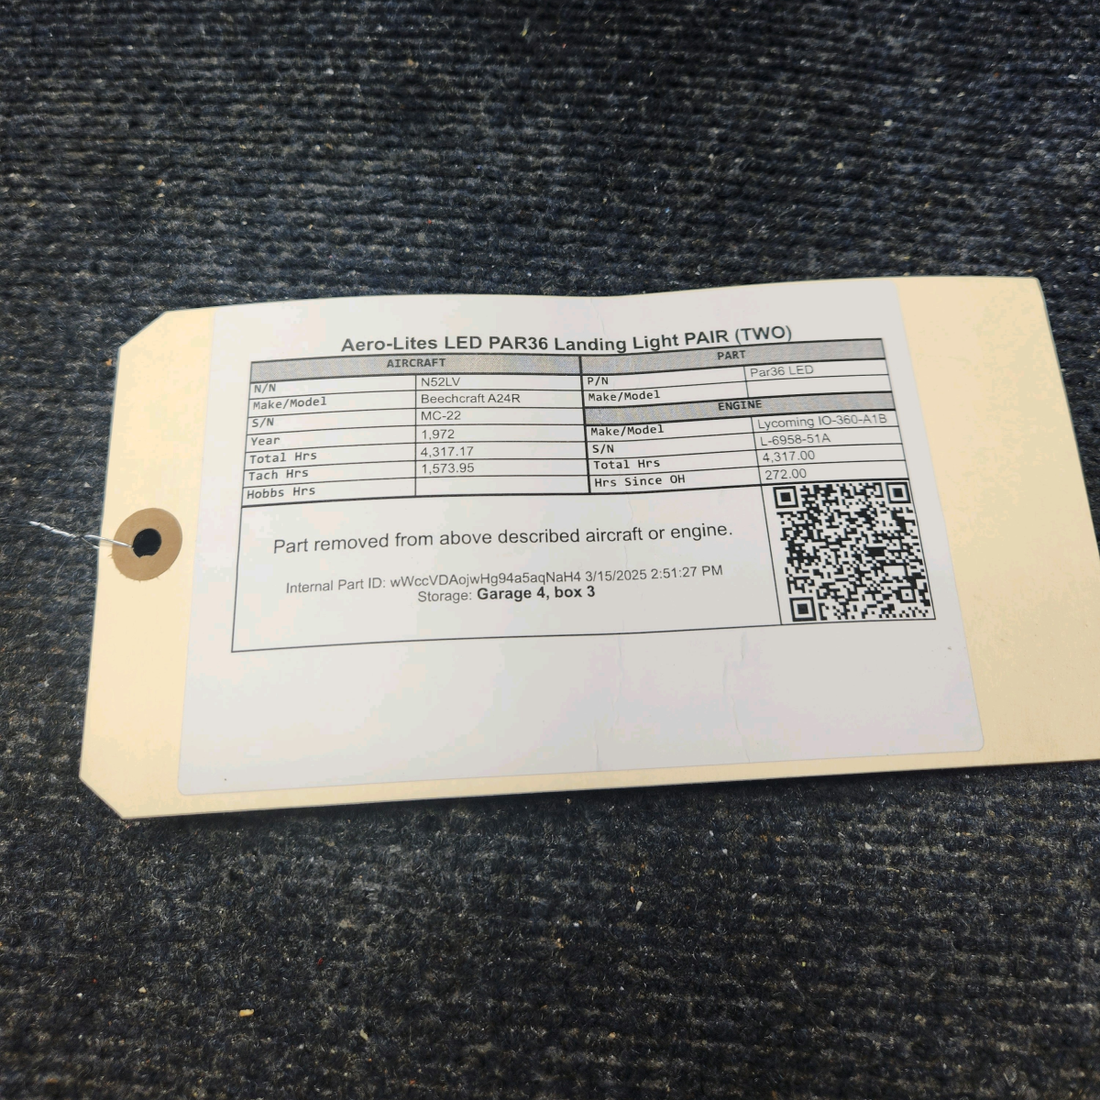 Aero-Lites LED PAR36 Landing Light PAIR (TWO)
AIRCRAFT
N/N N52LV
Make/Model Beechcraft A24R
S/N MC-22
Year 1,972
Total Hrs 4,317.17
Tach Hrs 1,573.95
Hobbs Hrs
PART
P/N Par36 LED
Make/Model
ENGINE
Make/Model Lycoming IO-360-A1B
S/N L-6958-51A
Total Hrs 4,317.00
Hrs Since OH 272.00
Part removed from above described aircraft or engine.
Internal Part ID: wWccVDAojwHg94a5aqNaH4 3/15/2025 2:51:27 PM
Storage: Garage 4, box 3